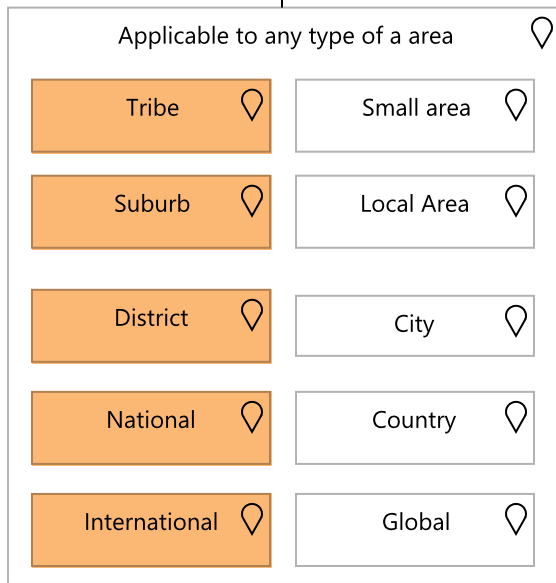 Applicable to any type of a area
Tribe
Small area
Suburb
Local Area
District
City
National
Country
International
Global